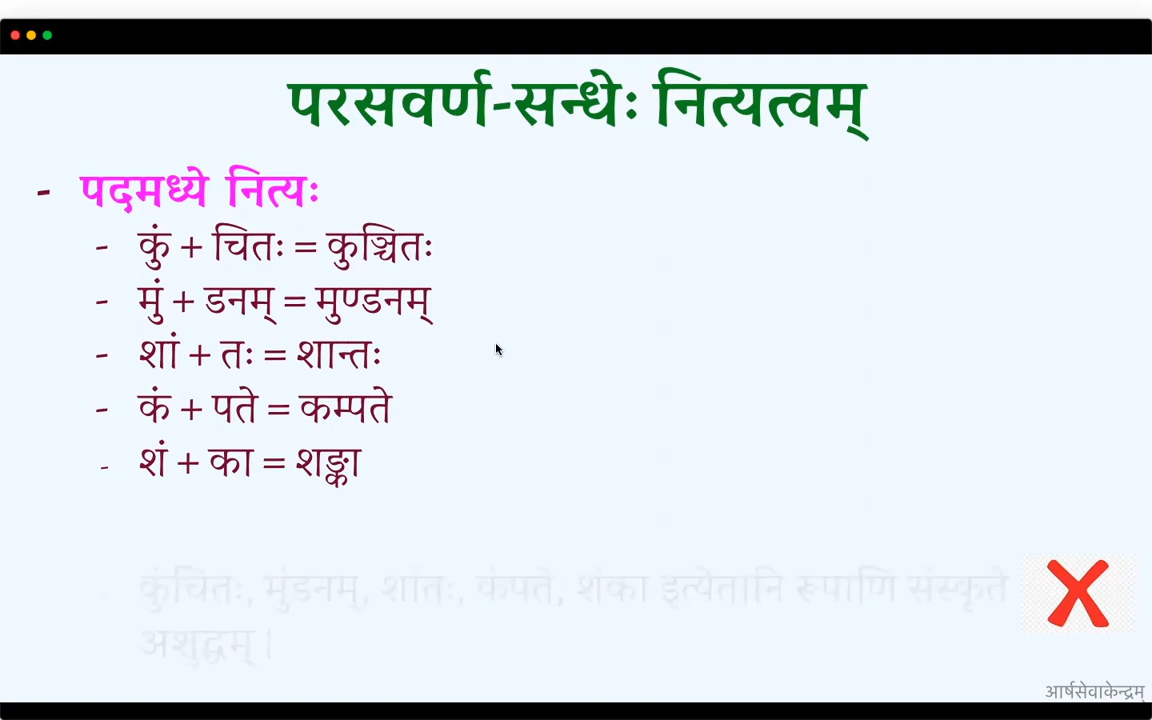 परसवर्ण-सन्धेः नित्यत्वम्
- पदमध्ये नित्यः
- कुं + चितः = कुञ्चितः
- मुं + डनम् = मुण्डनम्
- शां + तः = शान्तः
- कं + पते = कम्पते
- शं + का = शङ्का
- कुंचितः, मुंडनम्, शांतः, कंपते, शंका इत्येतानि रूपाणि संस्कृते
अशुद्धम् ।
आर्षसेवाकेन्द्रम्